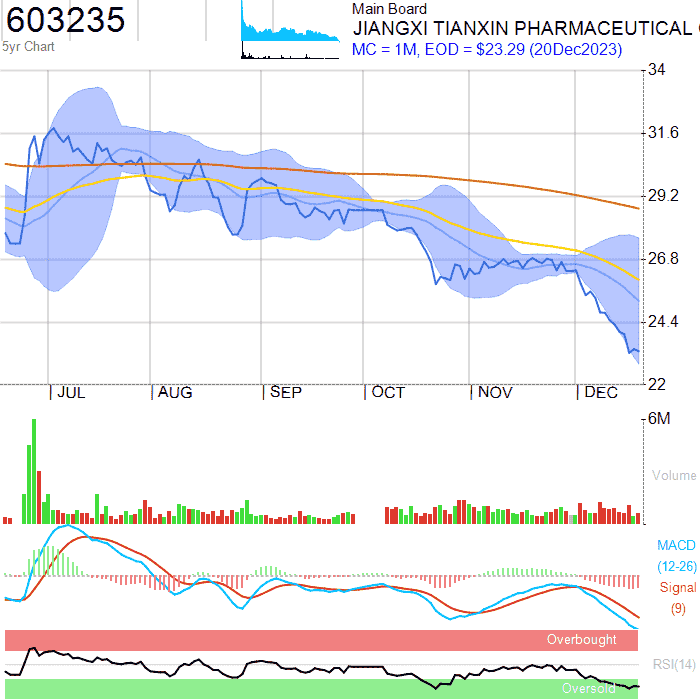 603235
5yr Chart
Main Board
JIANGXI TIANXIN PHARMACEUTICAL
MC = 1M, EOD = $23.29 (20Dec2023)
34
31.6
29.2
26.8
24.4
22
JUL
AUG
SEP
OCT
NOV
DEC
6M
Volume
MACD
(12-26)
Signal
(9)
Overbought
RSI(14)
Oversold